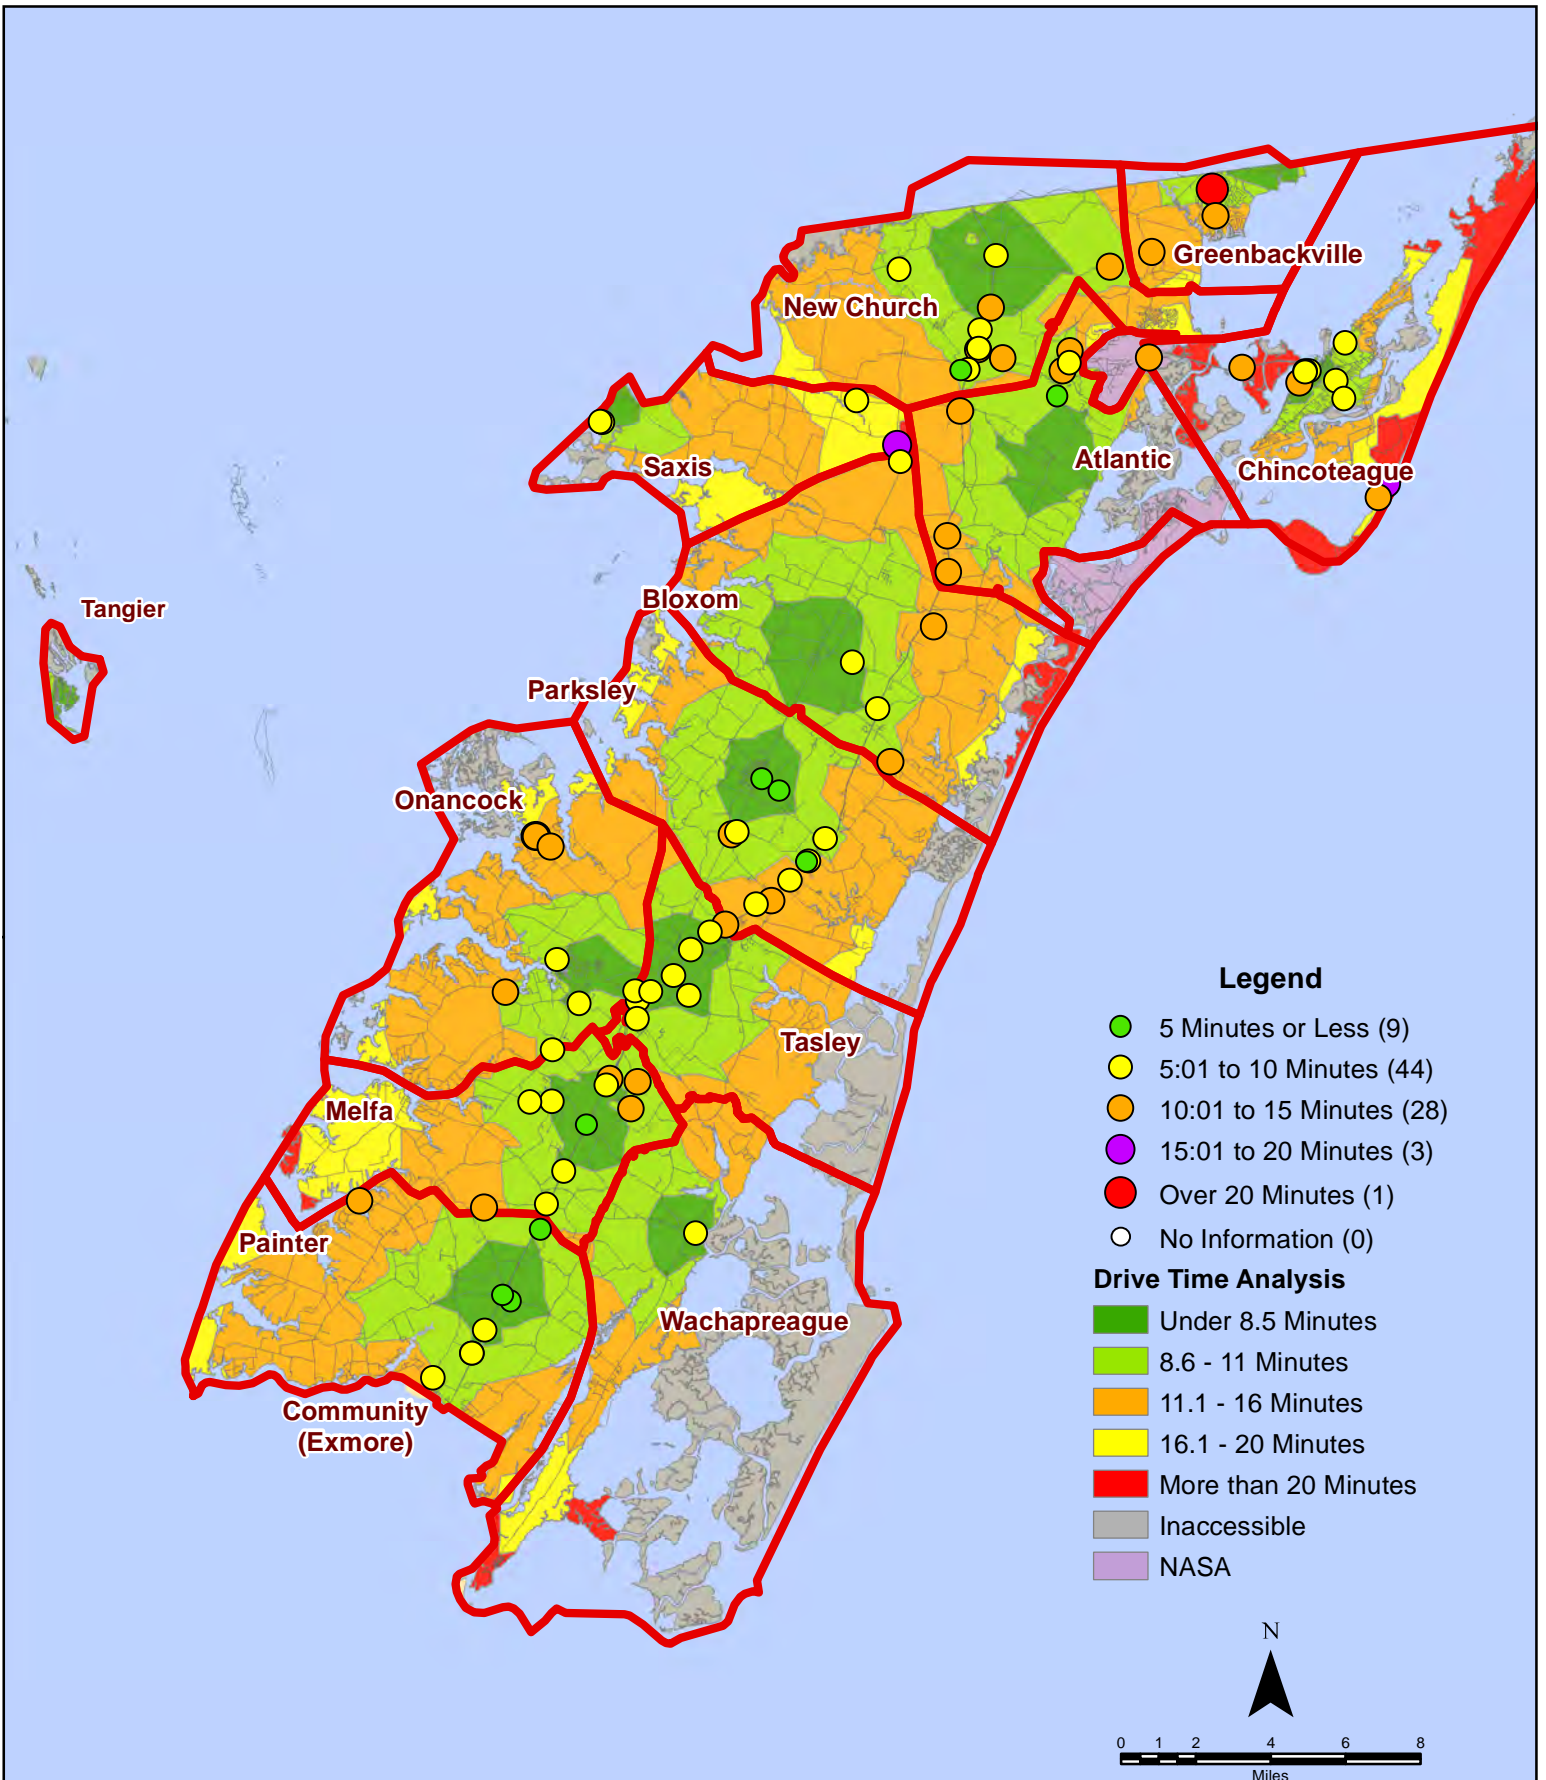 Greenbackville
New Church
Atlantic
Saxis
Chincoteague
Bloxom
Tangier
Parksley
Onancock
Tasley
Melfa
Painter
Wachapreague
Community
(Exmore)
Legend
5 Minutes or Less (9)
5:01 to 10 Minutes (44)
10:01 to 15 Minutes (28)
15:01 to 20 Minutes (3)
Over 20 Minutes (1)
No Information (0)
Drive Time Analysis
Under 8.5 Minutes
8.6 - 11 Minutes
11.1 - 16 Minutes
16.1 - 20 Minutes
More than 20 Minutes
Inaccessible
NASA
N
0 1 2 4 6 8
Miles